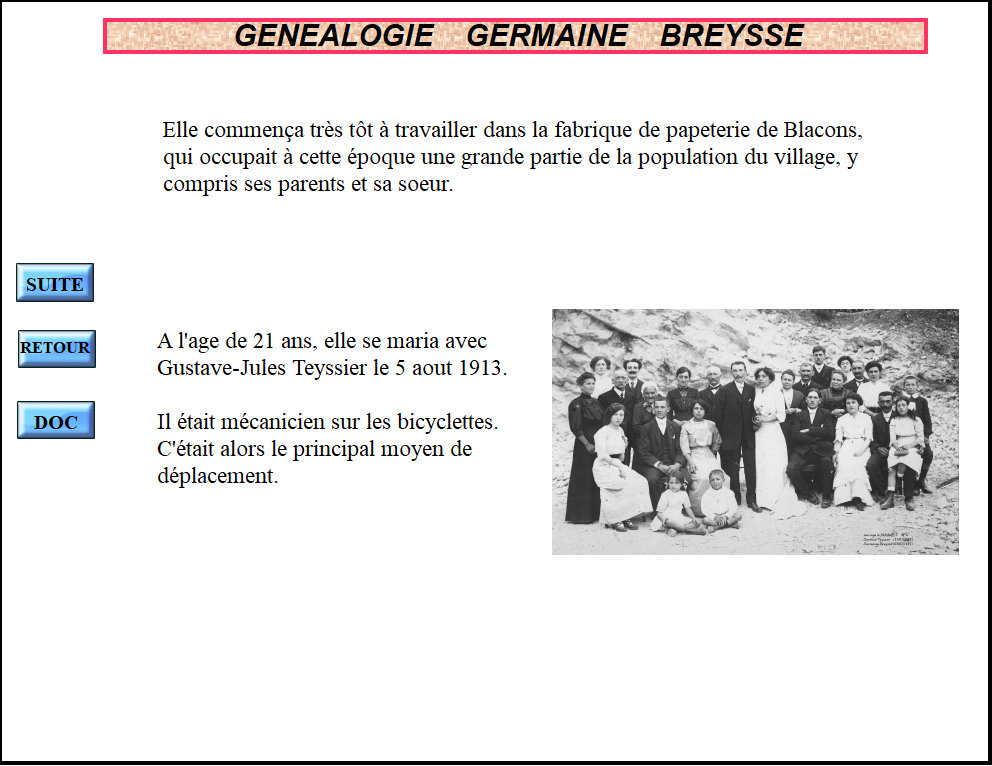 GENEALOGIE GERMAINE BREYSSE
Elle commença très tôt à travailler dans la fabrique de papeterie de Blacons,
qui occupait à cette époque une grande partie de la population du village, y
compris ses parents et sa soeur.
SUITE
RETOUR
DOC
A l'age de 21 ans, elle se maria avec
Gustave-Jules Teyssier le 5 aout 1913.
Il était mécanicien sur les bicyclettes.
C'était alors le principal moyen de
déplacement.